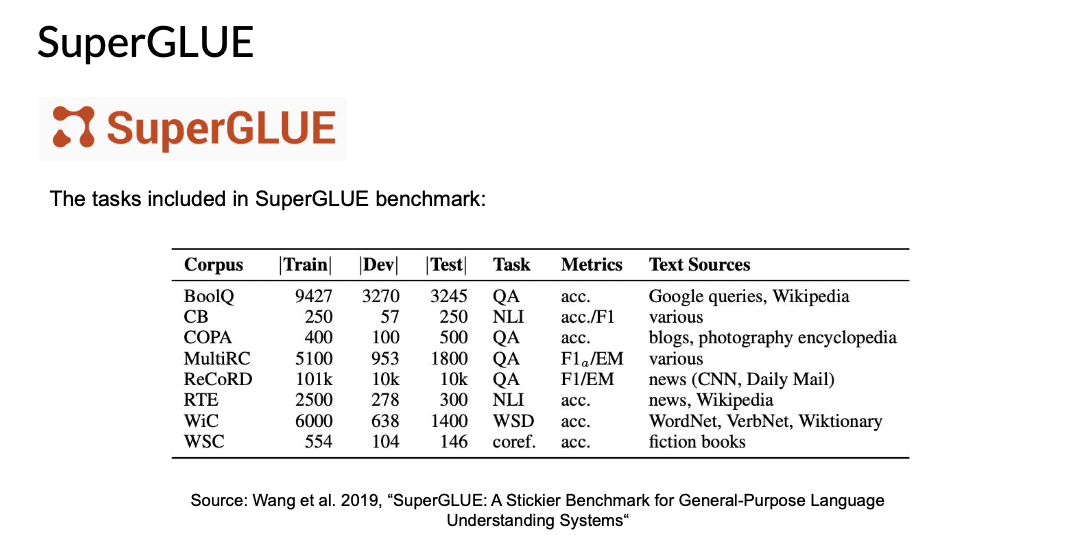 SuperGLUE
SuperGLUE
The tasks included in SuperGLUE benchmark:
Corpus |Train| |Dev| |Test| Task Metrics Text Sources
BoolQ 9427 3270 3245 QA acc. Google queries, Wikipedia
CB 250 57 250 NLI acc./F1 various
COPA 400 100 500 QA acc. blogs, photography encyclopedia
MultiRC 5100 953 1800 QA F1a/EM various
ReCoRD 101k 10k 10k QA F1/EM news (CNN, Daily Mail)
RTE 2500 278 300 NLI acc. news, Wikipedia
WiC 6000 638 1400 WSD acc. WordNet, VerbNet, Wiktionary
WSC 554 104 146 coref. acc. fiction books
Source: Wang et al. 2019, “SuperGLUE: A Stickier Benchmark for General-Purpose Language
Understanding Systems“